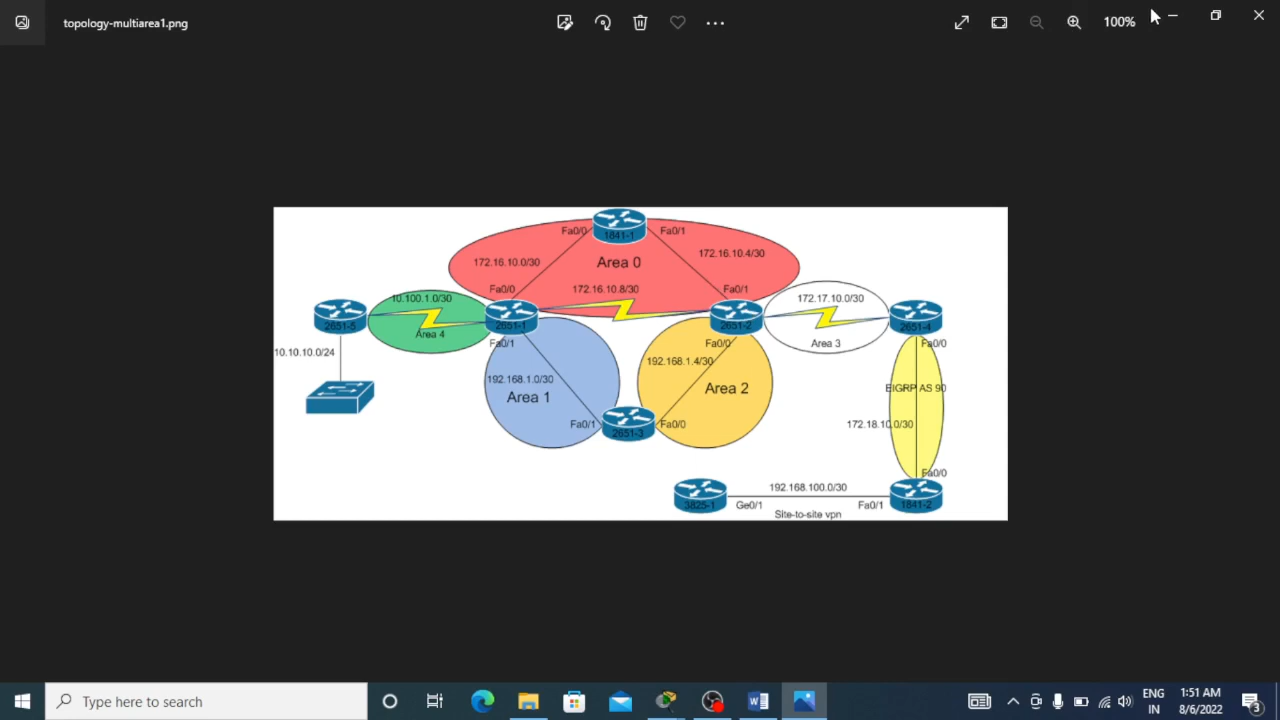 topology-multiarea1.png
100%
1841-1
Fa0/0
Fa0/1
172.16.10.0/30
Area 0
172.16.10.4/30
Fa0/0
172.16.10.8/30
Fa0/1
10.100.1.0/30
172.17.10.0/30
2651-5
2651-1
2651-2
2651-4
Area 4
Fa0/1
Fa0/0
Area 3
Fa0/0
10.10.10.0/24
192.168.1.4/30
192.168.1.0/30
Area 1
Area 2
EIGRP AS 90
Fa0/1
2651-3
Fa0/0
172.18.10.0/30
Fa0/0
192.168.100.0/30
3825-1
Ge0/1
Fa0/1
1841-2
Site-to-site vpn
Type here to search
ENG
IN
1:51 AM
8/6/2022
3